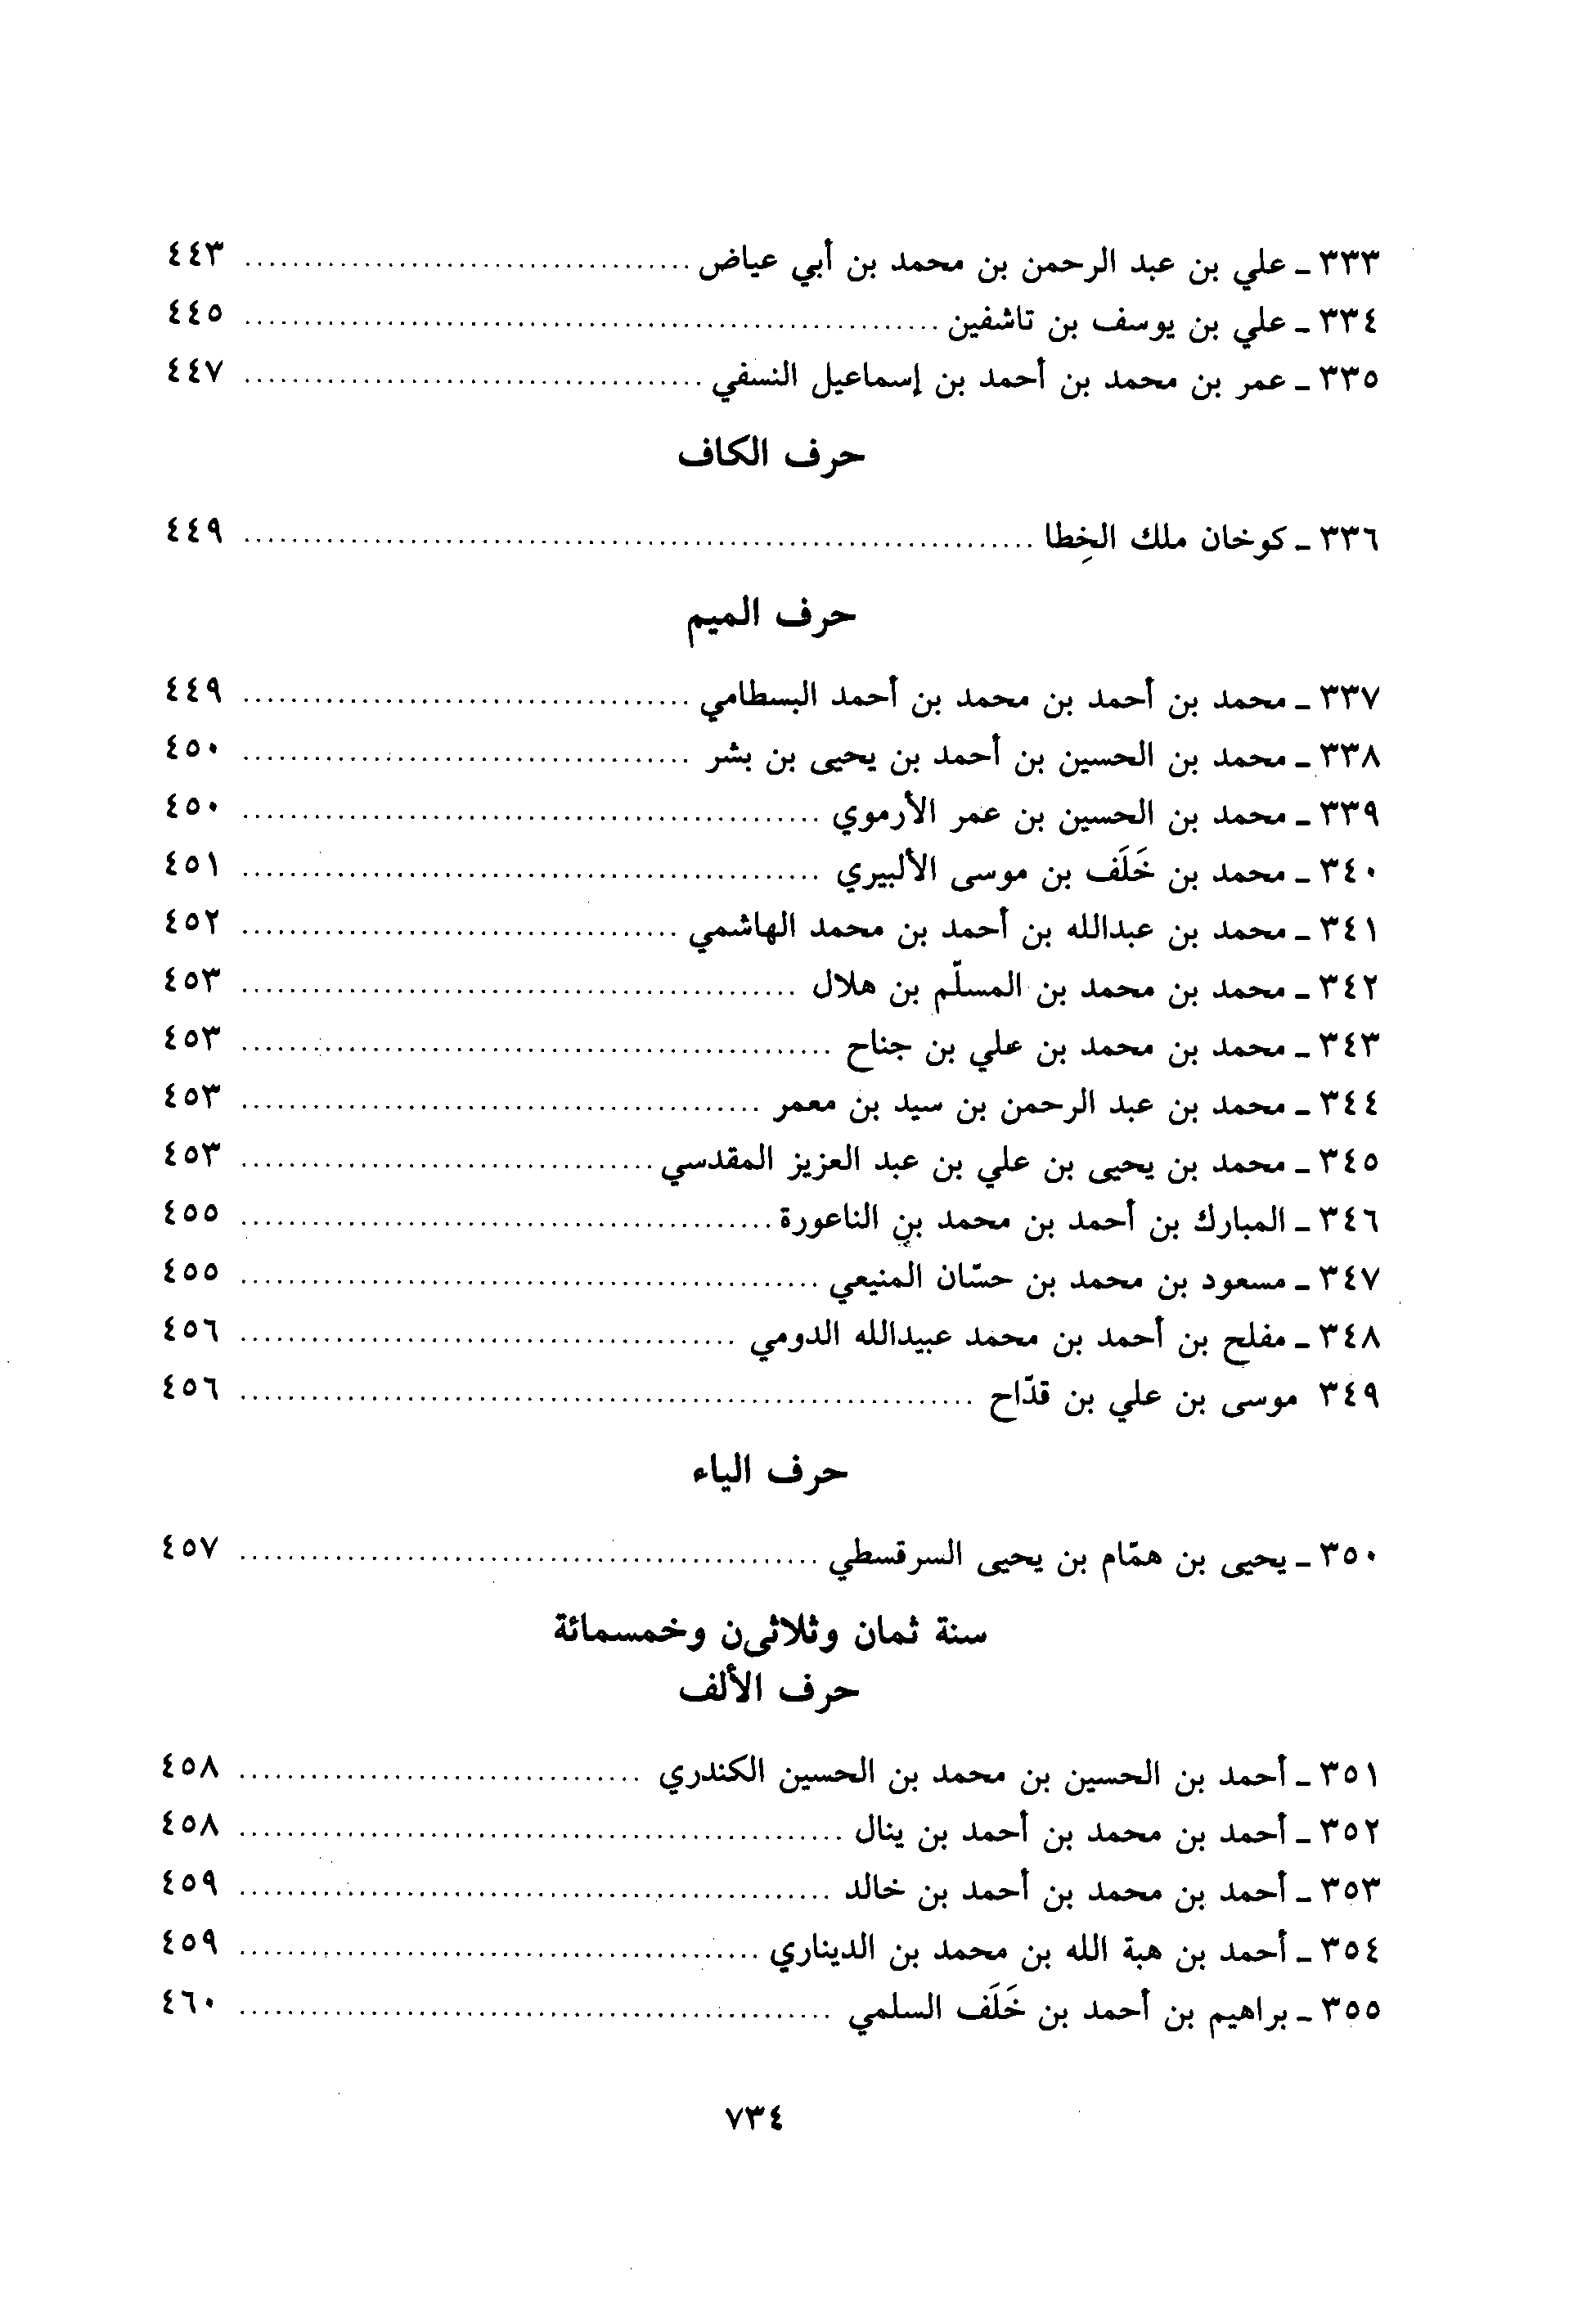 ٣٣٣ - علي بن عبد الرحمن بن محمد بن أبي عياض ................ ٤٤٣
٣٣٤ - علي بن يوسف بن تاشفين ................ ٤٤٥
٣٣٥ - عمر بن محمد بن أحمد بن إسماعيل النسفي ................ ٤٤٧
حرف الكاف
٣٣٦ - كوخان ملك الخِطا ................ ٤٤٩
حرف الميم
٣٣٧ - محمد بن أحمد بن محمد بن أحمد البسطامي ................ ٤٤٩
٣٣٨ - محمد بن الحسين بن أحمد بن يحيى بن بشر ................ ٤٥٠
٣٣٩ - محمد بن الحسين بن عمر الأرموي ................ ٤٥٠
٣٤٠ - محمد بن خَلَف بن موسى الألبيري ................ ٤٥١
٣٤١ - محمد بن عبدالله بن أحمد بن محمد الهاشمي ................ ٤٥٢
٣٤٢ - محمد بن محمد بن المسلّم بن هلال ................ ٤٥٣
٣٤٣ - محمد بن محمد بن علي بن جناح ................ ٤٥٣
٣٤٤ - محمد بن عبد الرحمن بن سيد بن معمر ................ ٤٥٣
٣٤٥ - محمد بن يحيى بن علي بن عبد العزيز المقدسي ................ ٤٥٣
٣٤٦ - المبارك بن أحمد بن محمد بن الناعورة ................ ٤٥٥
٣٤٧ - مسعود بن محمد بن حسّان المنيعي ................ ٤٥٥
٣٤٨ - مفلح بن أحمد بن محمد عبيدالله الدومي ................ ٤٥٦
٣٤٩ موسى بن علي بن قدّاح ................ ٤٥٦
حرف الياء
٣٥٠ - يحيى بن همّام بن يحيى السرقسطي ................ ٤٥٧
سنة ثمان وثلاثى‌ن وخمسمائة
حرف الألف
٣٥١ - أحمد بن الحسين بن محمد بن الحسين الكندري ................ ٤٥٨
٣٥٢ - أحمد بن محمد بن أحمد بن ينال ................ ٤٥٨
٣٥٣ - أحمد بن محمد بن أحمد بن خالد ................ ٤٥٩
٣٥٤ - أحمد بن هبة الله بن محمد بن الديناري ................ ٤٥٩
٣٥٥ - براهيم بن أحمد بن خَلَف السلمي ................ ٤٦٠
٧٣٤